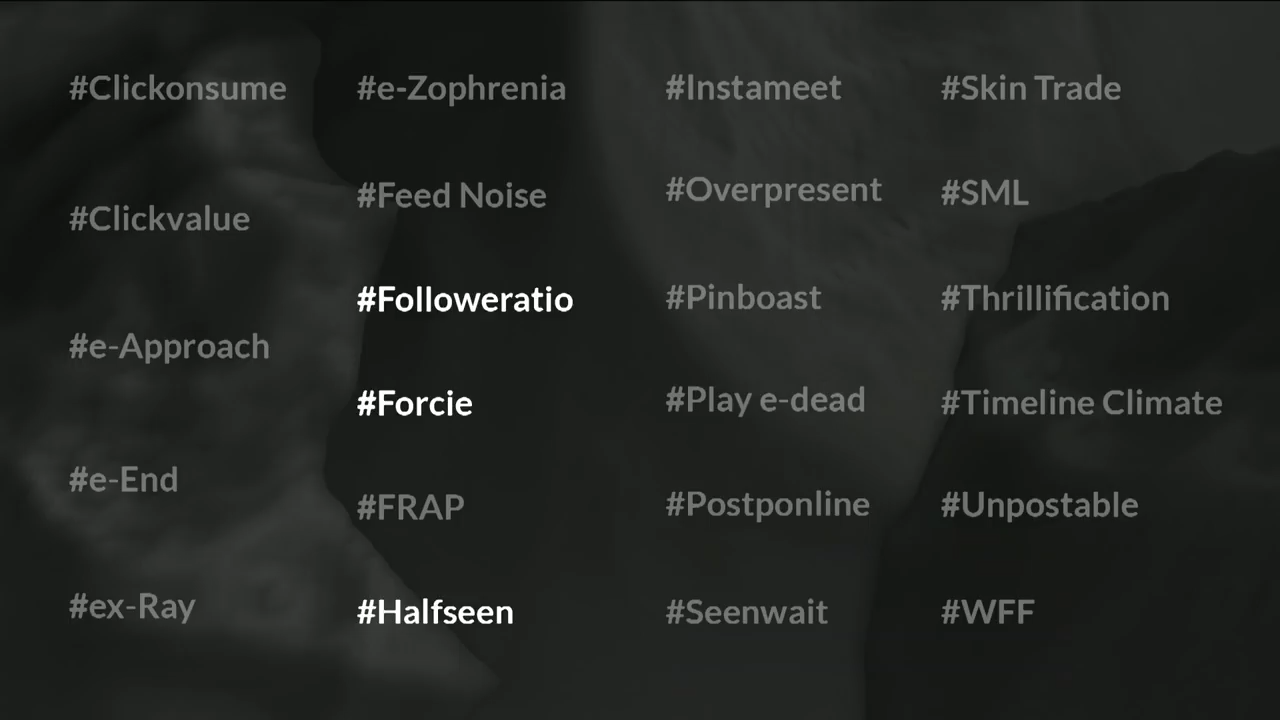 #Clickonsume
#Clickvalue
#e-Approach
#e-End
#ex-Ray
#e-Zophrenia
#Feed Noise
#Followeratio
#Forcie
#FRAP
#Halfseen
#Instameet
#Overpresent
#Pinboast
#Play e-dead
#Postponline
#Seenwait
#Skin Trade
#SML
#Thrillification
#Timeline Climate
#Unpostable
#WFF